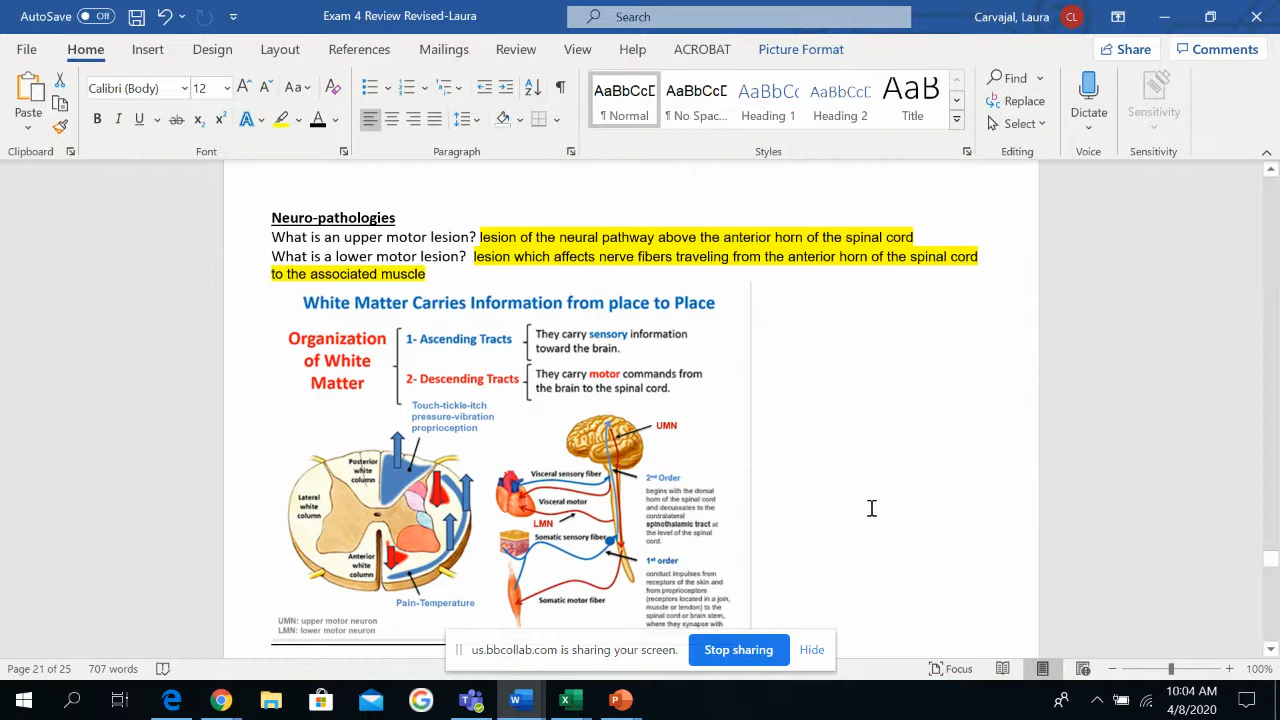 AutoSave Off Exam 4 Review Revised-Laura Search Carvajal, Laura CL
File Home Insert Design Layout References Mailings Review View Help ACROBAT Picture Format Share Comments
Paste Calibri (Body) 12 A A Aa AaBbCcD AaBbCcD AaBbCc AaBbCcD AaB Find Dictate Sensitivity
B I U ab x2 x2 A A ¶ Normal ¶ No Spac... Heading 1 Heading 2 Title Replace
Select
Clipboard Font Paragraph Styles Editing Voice Sensitivity
Neuro-pathologies
What is an upper motor lesion? lesion of the neural pathway above the anterior horn of the spinal cord
What is a lower motor lesion? lesion which affects nerve fibers traveling from the anterior horn of the spinal cord
to the associated muscle
White Matter Carries Information from place to Place
Organization
of White
Matter
1- Ascending Tracts
They carry sensory information
toward the brain.
2- Descending Tracts
They carry motor commands from
the brain to the spinal cord.
Touch-tickle-itch
pressure-vibration
proprioception
Posterior
white
column
Lateral
white
column
Anterior
white
column
Pain-Temperature
UMN: upper motor neuron
LMN: lower motor neuron
UMN
Visceral sensory fiber
Visceral motor
LMN
Somatic sensory fiber
Somatic motor fiber
2nd Order
begins with the dorsal
horn of the spinal cord
and decussates to the
contralateral
spinothalamic tract at
the level of the spinal
cord.
1st order
conduct impulses from
receptors of the skin and
from proprioceptors
(receptors located in a join,
muscle or tendon) to the
spinal cord or brain stem,
where they synapse with
us.bbcollab.com is sharing your screen. Stop sharing Hide
Page 21 of 25 707 words Focus 100%
10:04 AM
4/8/2020